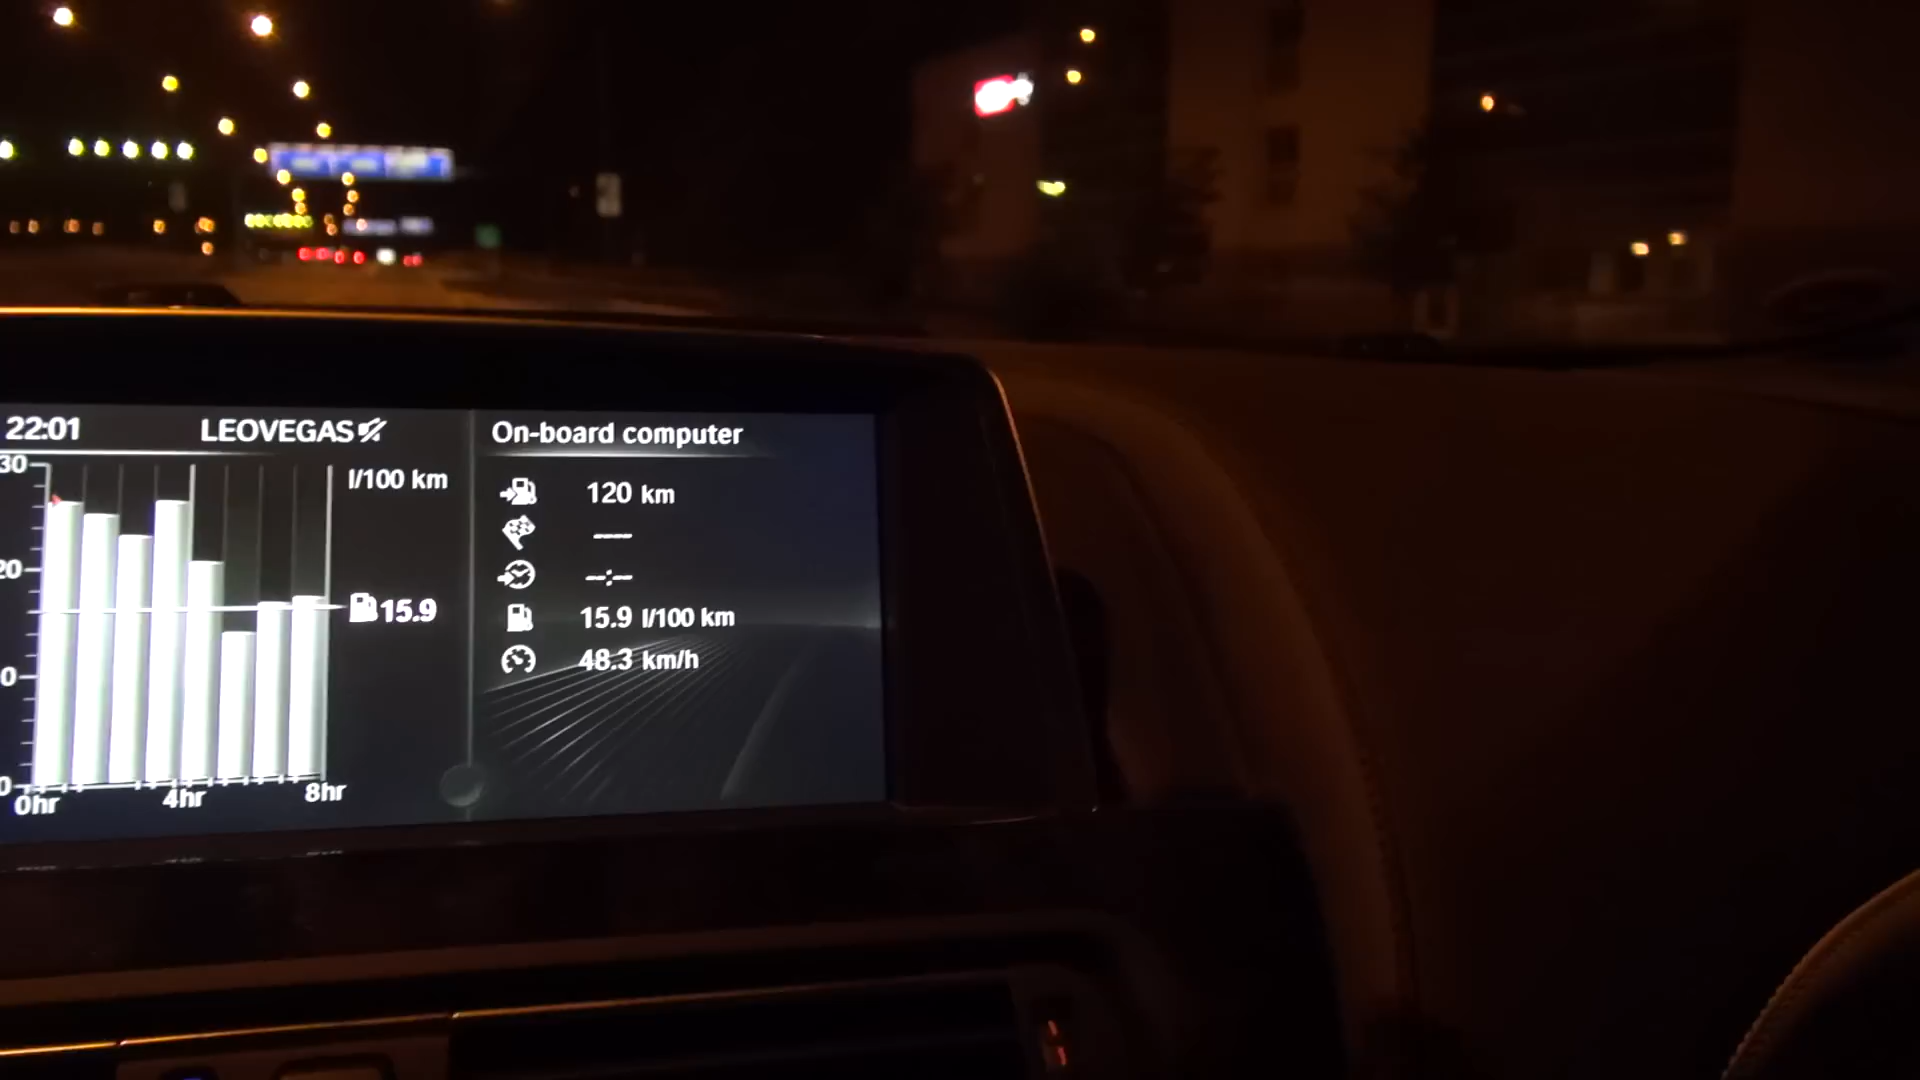 22:01 LEOVEGAS
30
l/100 km
20
15.9
0
0hr 4hr 8hr
On-board computer
120 km
----
--:--
15.9 l/100 km
48.3 km/h